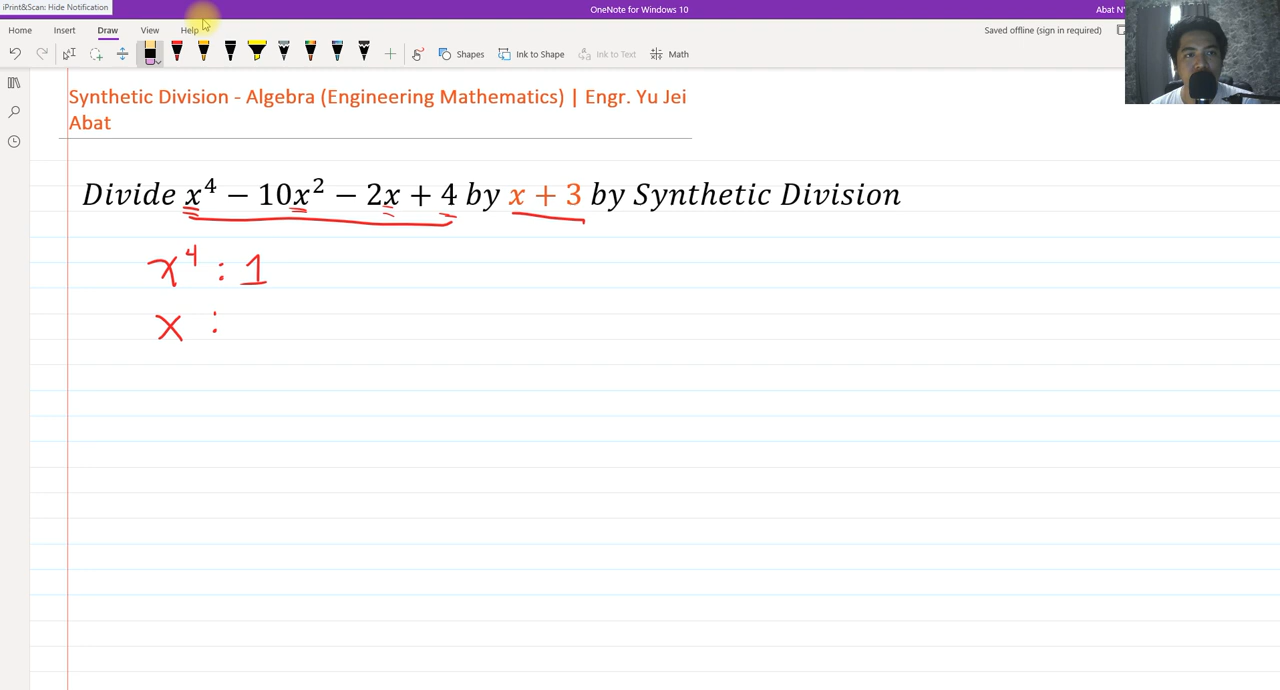 iPrint&Scan: Hide Notification
OneNote for Windows 10
Abat N
Home Insert Draw View Help
Saved offline (sign in required)
Shapes Ink to Shape Ink to Text Math
Synthetic Division - Algebra (Engineering Mathematics) | Engr. Yu Jei
Abat
Divide x⁴ − 10x² − 2x + 4 by x + 3 by Synthetic Division
x⁴ : 1
x :